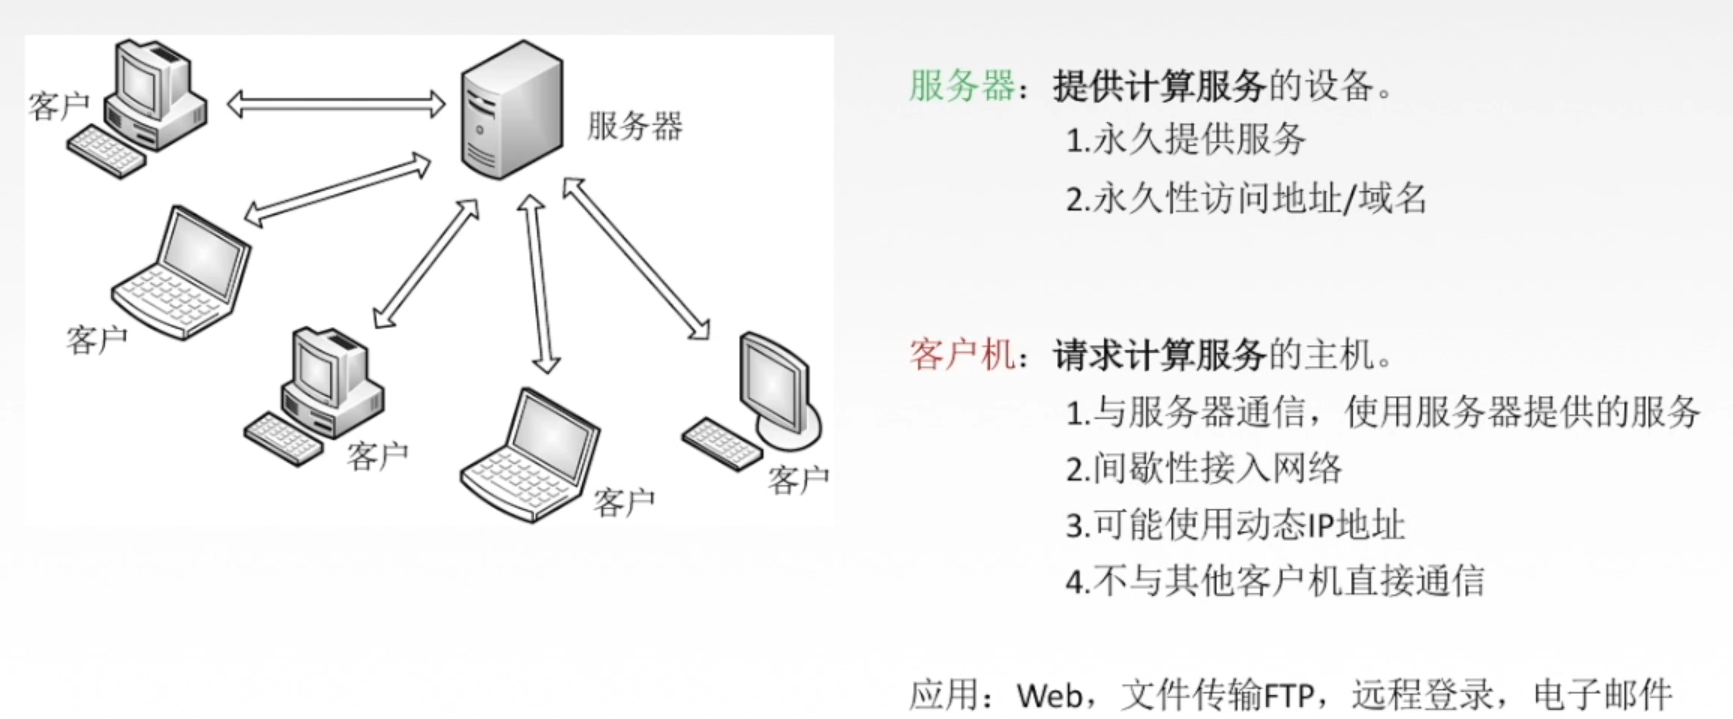 客户
服务器
客户
客户
客户
客户
服务器：提供计算服务的设备。
1.永久提供服务
2.永久性访问地址/域名
客户机：请求计算服务的主机。
1.与服务器通信，使用服务器提供的服务
2.间歇性接入网络
3.可能使用动态IP地址
4.不与其他客户机直接通信
应用：Web，文件传输FTP，远程登录，电子邮件